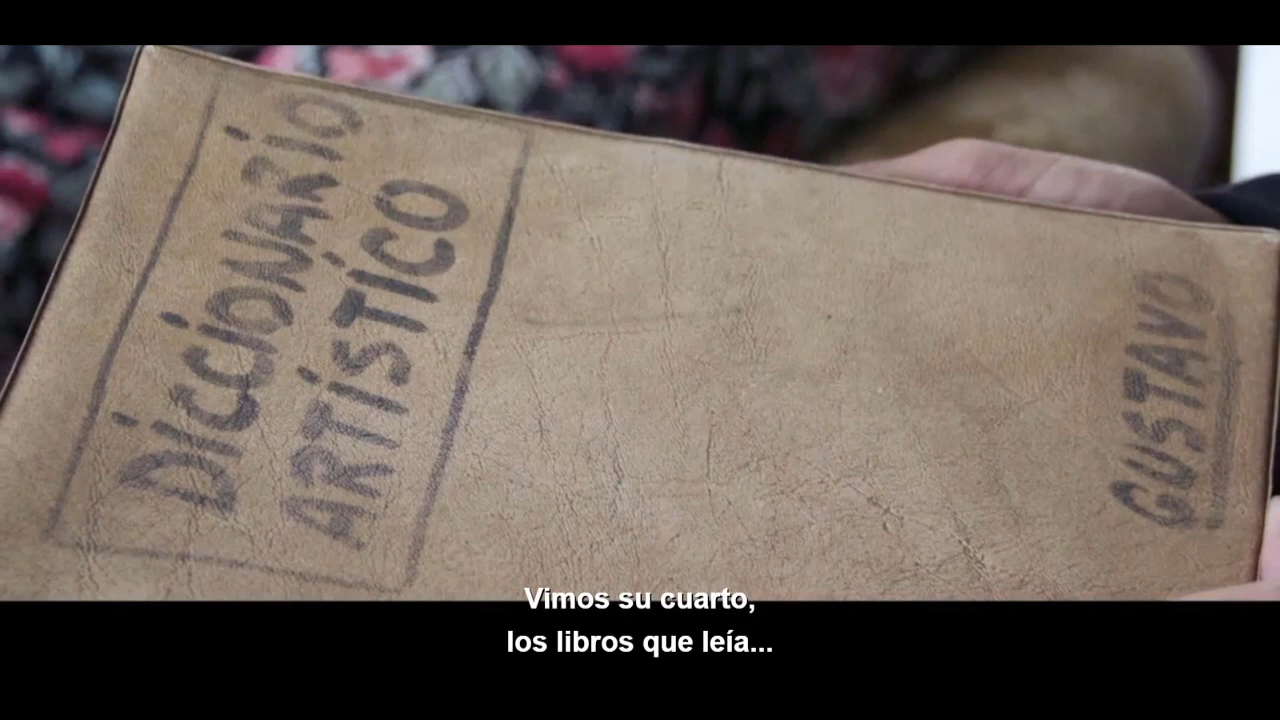 DICCIONARIO
ARTÍSTICO
GUSTAVO
Vimos su cuarto,
los libros que leía...